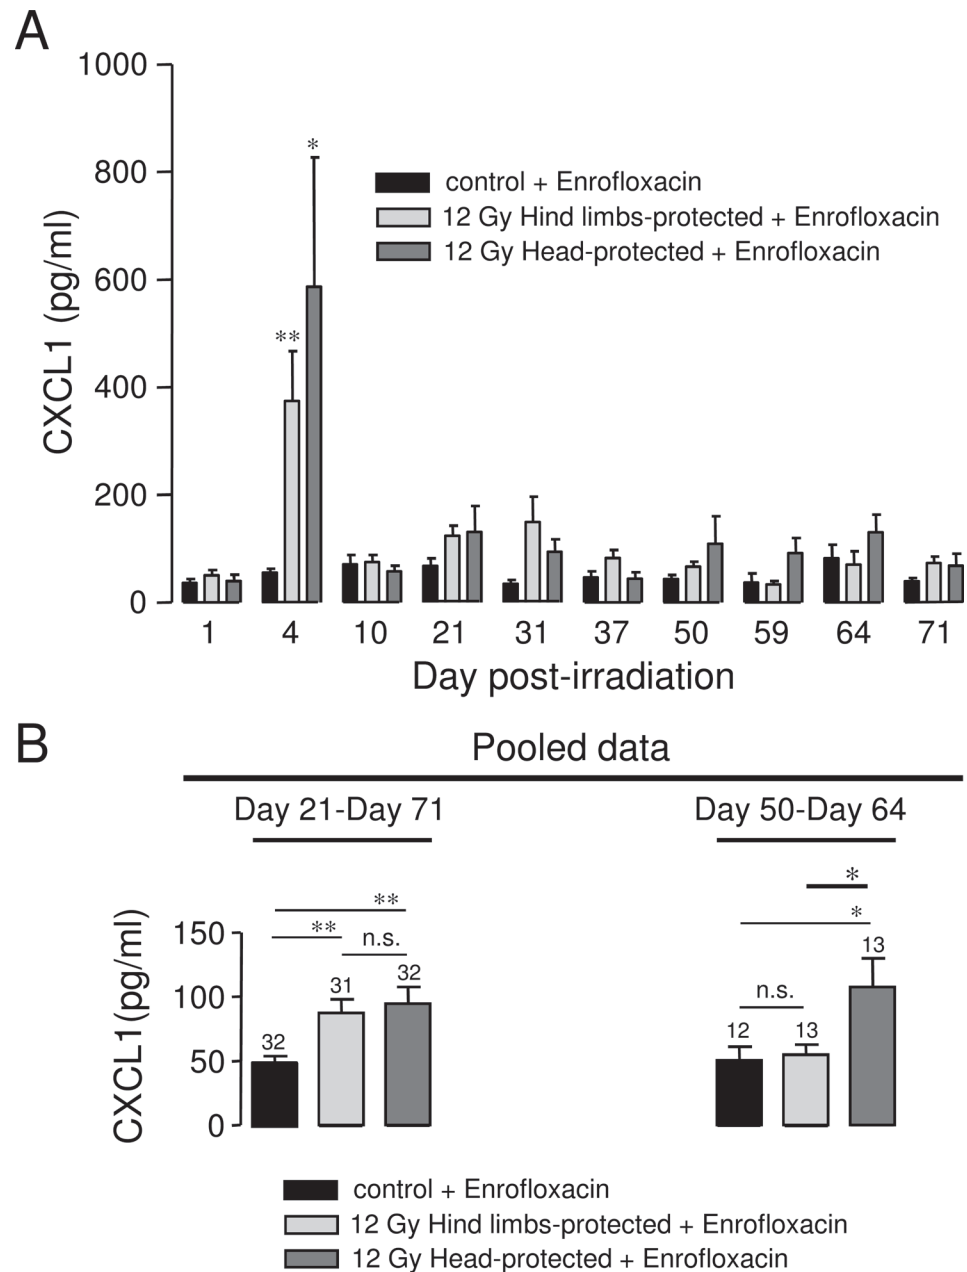 A
1000
800
600
400
200
0
CXCL1 (pg/ml)
*
**
control + Enrofloxacin
12 Gy Hind limbs-protected + Enrofloxacin
12 Gy Head-protected + Enrofloxacin
1 4 10 21 31 37 50 59 64 71
Day post-irradiation
B
Pooled data
Day 21-Day 71
Day 50-Day 64
CXCL1(pg/ml)
150
100
50
0
**
**
n.s.
32
31
32
*
*
n.s.
12
13
13
control + Enrofloxacin
12 Gy Hind limbs-protected + Enrofloxacin
12 Gy Head-protected + Enrofloxacin